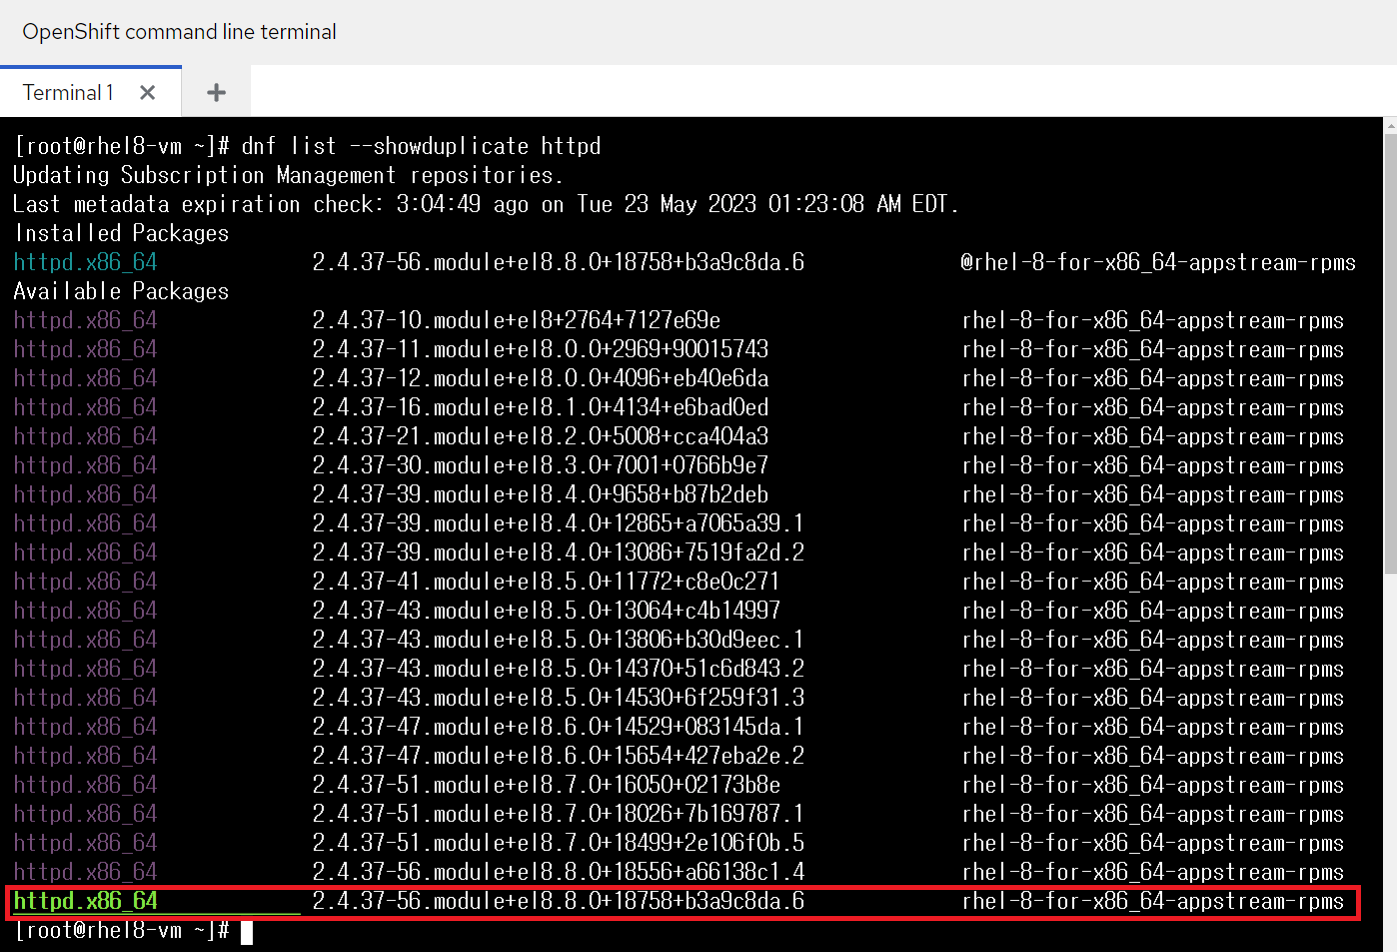 OpenShift command line terminal
Terminal 1
[root@rhel8-vm ~]# dnf list --showduplicate httpd
Updating Subscription Management repositories.
Last metadata expiration check: 3:04:49 ago on Tue 23 May 2023 01:23:08 AM EDT.
Installed Packages
httpd.x86_64 2.4.37-56.module+el8.8.0+18758+b3a9c8da.6 @rhel-8-for-x86_64-appstream-rpms
Available Packages
httpd.x86_64 2.4.37-10.module+el8+2764+7127e69e rhel-8-for-x86_64-appstream-rpms
httpd.x86_64 2.4.37-11.module+el8.0.0+2969+90015743 rhel-8-for-x86_64-appstream-rpms
httpd.x86_64 2.4.37-12.module+el8.0.0+4096+eb40e6da rhel-8-for-x86_64-appstream-rpms
httpd.x86_64 2.4.37-16.module+el8.1.0+4134+e6bad0ed rhel-8-for-x86_64-appstream-rpms
httpd.x86_64 2.4.37-21.module+el8.2.0+5008+cca404a3 rhel-8-for-x86_64-appstream-rpms
httpd.x86_64 2.4.37-30.module+el8.3.0+7001+0766b9e7 rhel-8-for-x86_64-appstream-rpms
httpd.x86_64 2.4.37-39.module+el8.4.0+9658+b87b2deb rhel-8-for-x86_64-appstream-rpms
httpd.x86_64 2.4.37-39.module+el8.4.0+12865+a7065a39.1 rhel-8-for-x86_64-appstream-rpms
httpd.x86_64 2.4.37-39.module+el8.4.0+13086+7519fa2d.2 rhel-8-for-x86_64-appstream-rpms
httpd.x86_64 2.4.37-41.module+el8.5.0+11772+c8e0c271 rhel-8-for-x86_64-appstream-rpms
httpd.x86_64 2.4.37-43.module+el8.5.0+13064+c4b14997 rhel-8-for-x86_64-appstream-rpms
httpd.x86_64 2.4.37-43.module+el8.5.0+13806+b30d9eec.1 rhel-8-for-x86_64-appstream-rpms
httpd.x86_64 2.4.37-43.module+el8.5.0+14370+51c6d843.2 rhel-8-for-x86_64-appstream-rpms
httpd.x86_64 2.4.37-43.module+el8.5.0+14530+6f259f31.3 rhel-8-for-x86_64-appstream-rpms
httpd.x86_64 2.4.37-47.module+el8.6.0+14529+083145da.1 rhel-8-for-x86_64-appstream-rpms
httpd.x86_64 2.4.37-47.module+el8.6.0+15654+427eba2e.2 rhel-8-for-x86_64-appstream-rpms
httpd.x86_64 2.4.37-51.module+el8.7.0+16050+02173b8e rhel-8-for-x86_64-appstream-rpms
httpd.x86_64 2.4.37-51.module+el8.7.0+18026+7b169787.1 rhel-8-for-x86_64-appstream-rpms
httpd.x86_64 2.4.37-51.module+el8.7.0+18499+2e106f0b.5 rhel-8-for-x86_64-appstream-rpms
httpd.x86_64 2.4.37-56.module+el8.8.0+18556+a66138c1.4 rhel-8-for-x86_64-appstream-rpms
httpd.x86_64 2.4.37-56.module+el8.8.0+18758+b3a9c8da.6 rhel-8-for-x86_64-appstream-rpms
[root@rhel8-vm ~]#